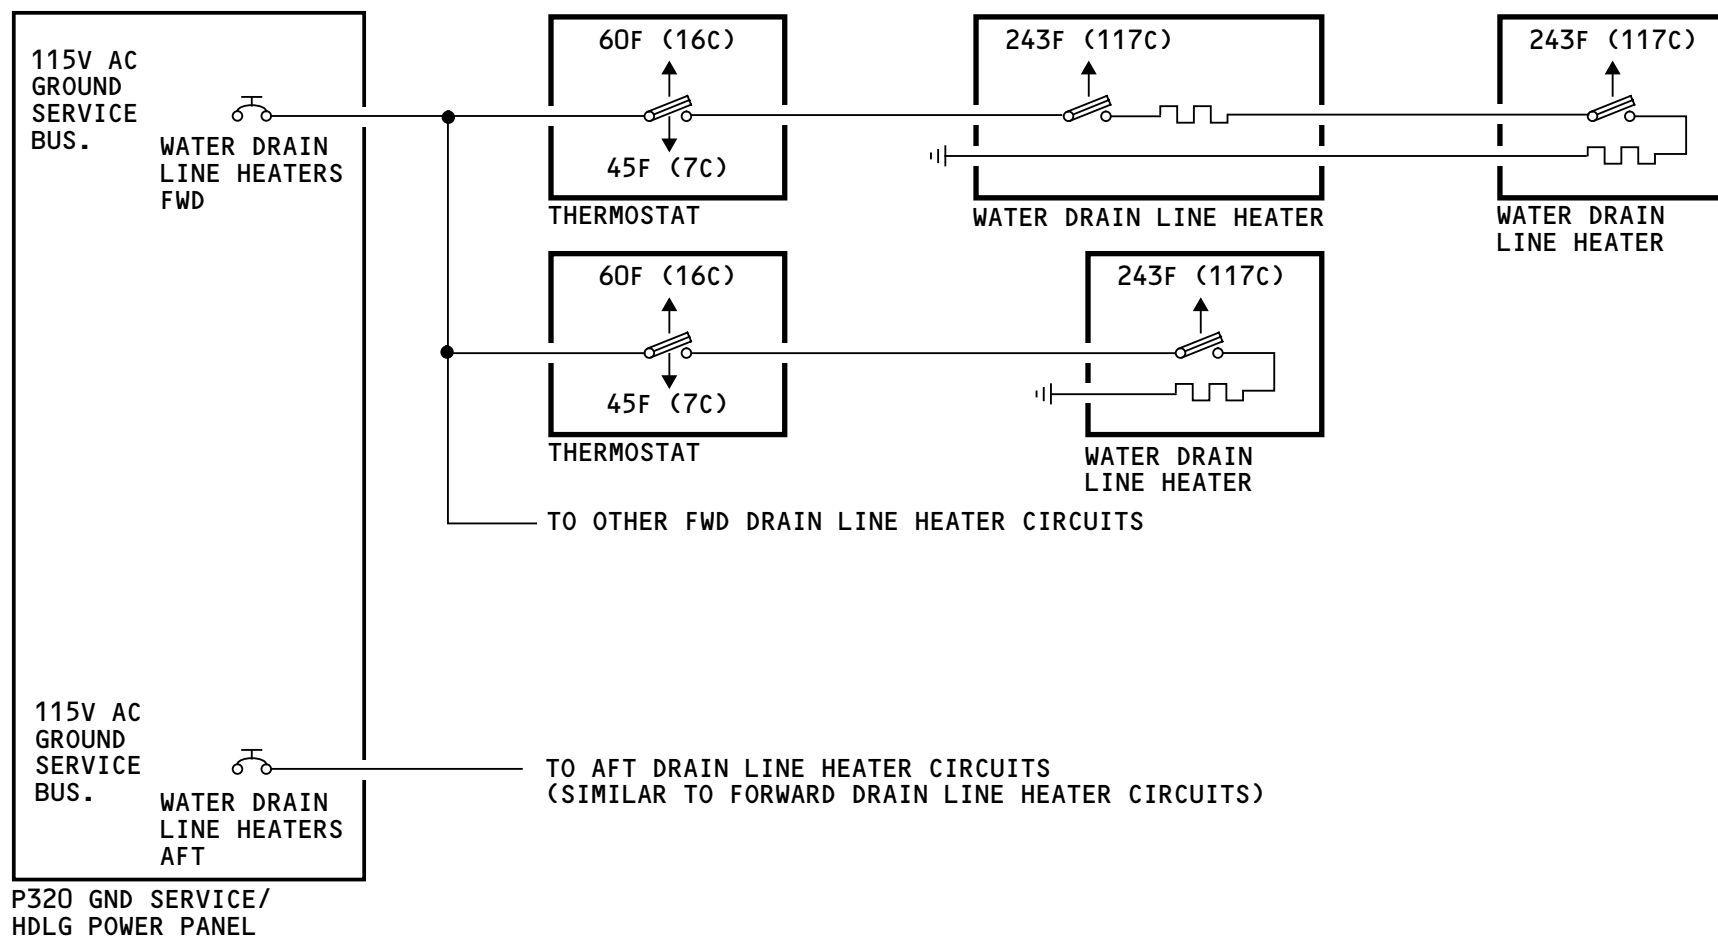 115V AC
GROUND
SERVICE
BUS.
WATER DRAIN
LINE HEATERS
FWD
60F (16C)
45F (7C)
THERMOSTAT
243F (117C)
WATER DRAIN LINE HEATER
243F (117C)
WATER DRAIN
LINE HEATER
60F (16C)
45F (7C)
THERMOSTAT
243F (117C)
WATER DRAIN
LINE HEATER
TO OTHER FWD DRAIN LINE HEATER CIRCUITS
115V AC
GROUND
SERVICE
BUS.
WATER DRAIN
LINE HEATERS
AFT
TO AFT DRAIN LINE HEATER CIRCUITS
(SIMILAR TO FORWARD DRAIN LINE HEATER CIRCUITS)
P320 GND SERVICE/
HDLG POWER PANEL